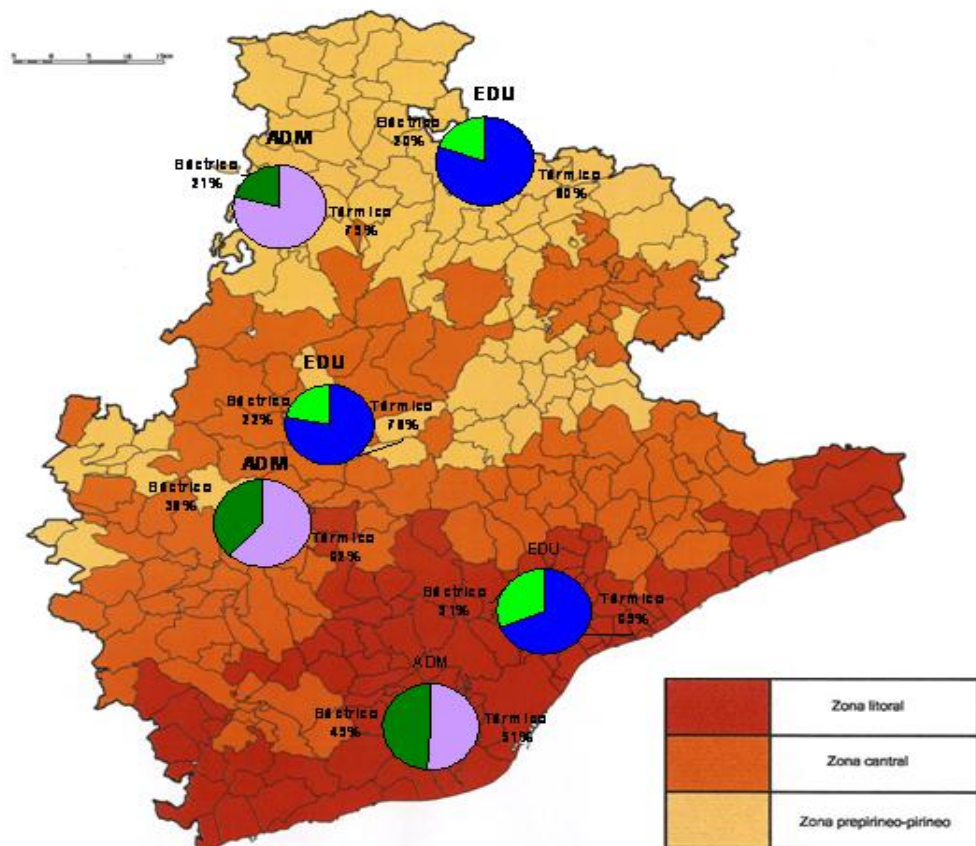 EDU
Eléctrico
20%
Térmico
80%
ADM
Eléctrico
21%
Térmico
79%
EDU
Eléctrico
22%
Térmico
78%
ADM
Eléctrico
38%
Térmico
62%
EDU
Eléctrico
31%
Térmico
69%
ADM
Eléctrico
49%
Térmico
51%
Zona litoral
Zona cantral
Zona prepirineo-pirineo